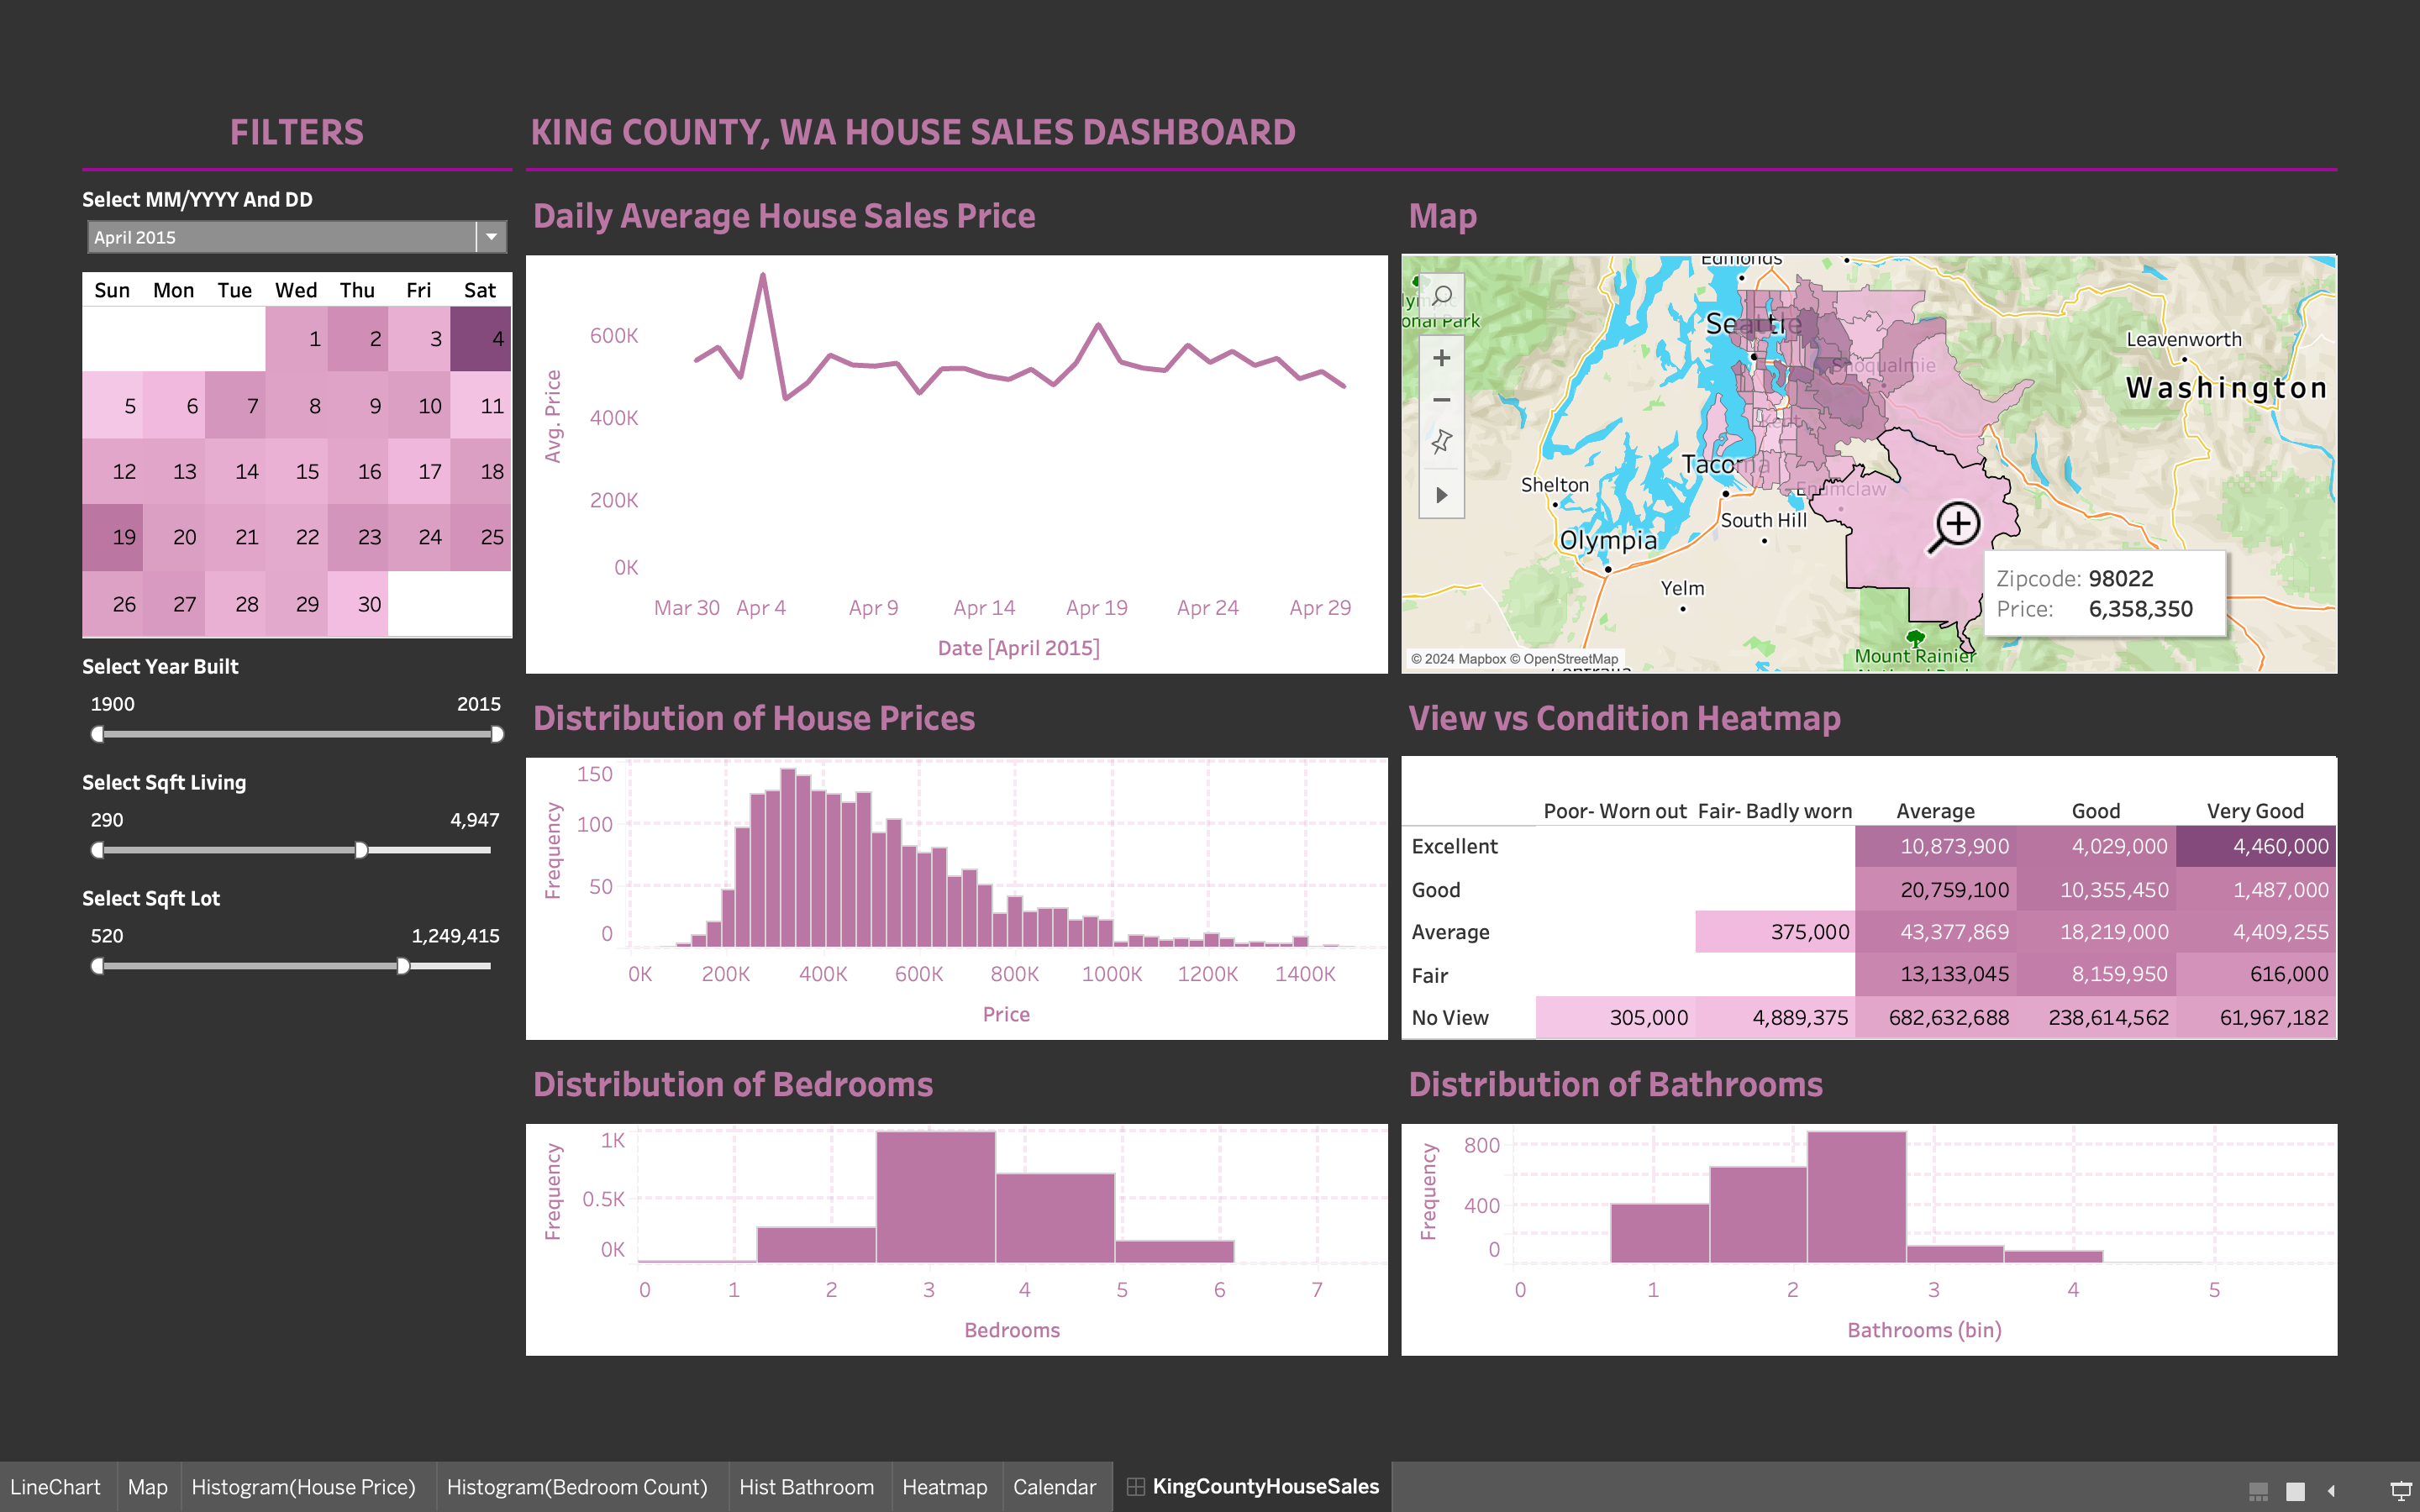 FILTERS
KING COUNTY, WA HOUSE SALES DASHBOARD
Select MM/YYYY And DD
April 2015
Sun Mon Tue Wed Thu Fri Sat
1 2 3 4
5 6 7 8 9 10 11
12 13 14 15 16 17 18
19 20 21 22 23 24 25
26 27 28 29 30
Select Year Built
1900 2015
Select Sqft Living
290 4,947
Select Sqft Lot
520 1,249,415
Daily Average House Sales Price
Avg. Price
600K
400K
200K
0K
Mar 30 Apr 4 Apr 9 Apr 14 Apr 19 Apr 24 Apr 29
Date [April 2015]
Map
Edmonds
Seattle
Leavenworth
Washington
Snoqualmie
Kent
Tacoma
Enumclaw
Shelton
South Hill
Olympia
Yelm
Zipcode: 98022
Price: 6,358,350
Mount Rainier
© 2024 Mapbox © OpenStreetMap
Distribution of House Prices
Frequency
150
100
50
0
0K 200K 400K 600K 800K 1000K 1200K 1400K
Price
View vs Condition Heatmap
Poor- Worn out Fair- Badly worn Average Good Very Good
Excellent 10,873,900 4,029,000 4,460,000
Good 20,759,100 10,355,450 1,487,000
Average 375,000 43,377,869 18,219,000 4,409,255
Fair 13,133,045 8,159,950 616,000
No View 305,000 4,889,375 682,632,688 238,614,562 61,967,182
Distribution of Bedrooms
Frequency
1K
0.5K
0K
0 1 2 3 4 5 6 7
Bedrooms
Distribution of Bathrooms
Frequency
800
400
0
0 1 2 3 4 5
Bathrooms (bin)
LineChart Map Histogram(House Price) Histogram(Bedroom Count) Hist Bathroom Heatmap Calendar KingCountyHouseSales